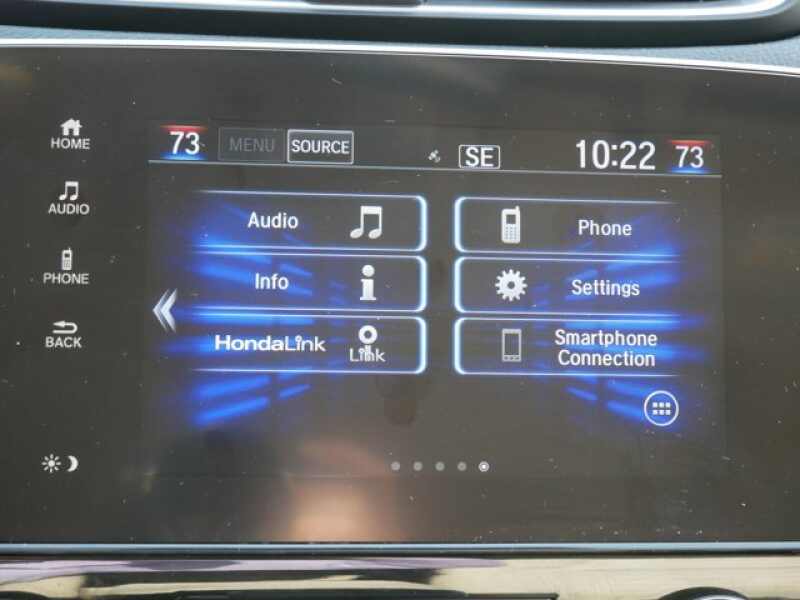 HOME
AUDIO
PHONE
BACK
73 MENU SOURCE SE 10:22 73
Audio
Phone
Info
Settings
HondaLink
Link
Smartphone
Connection